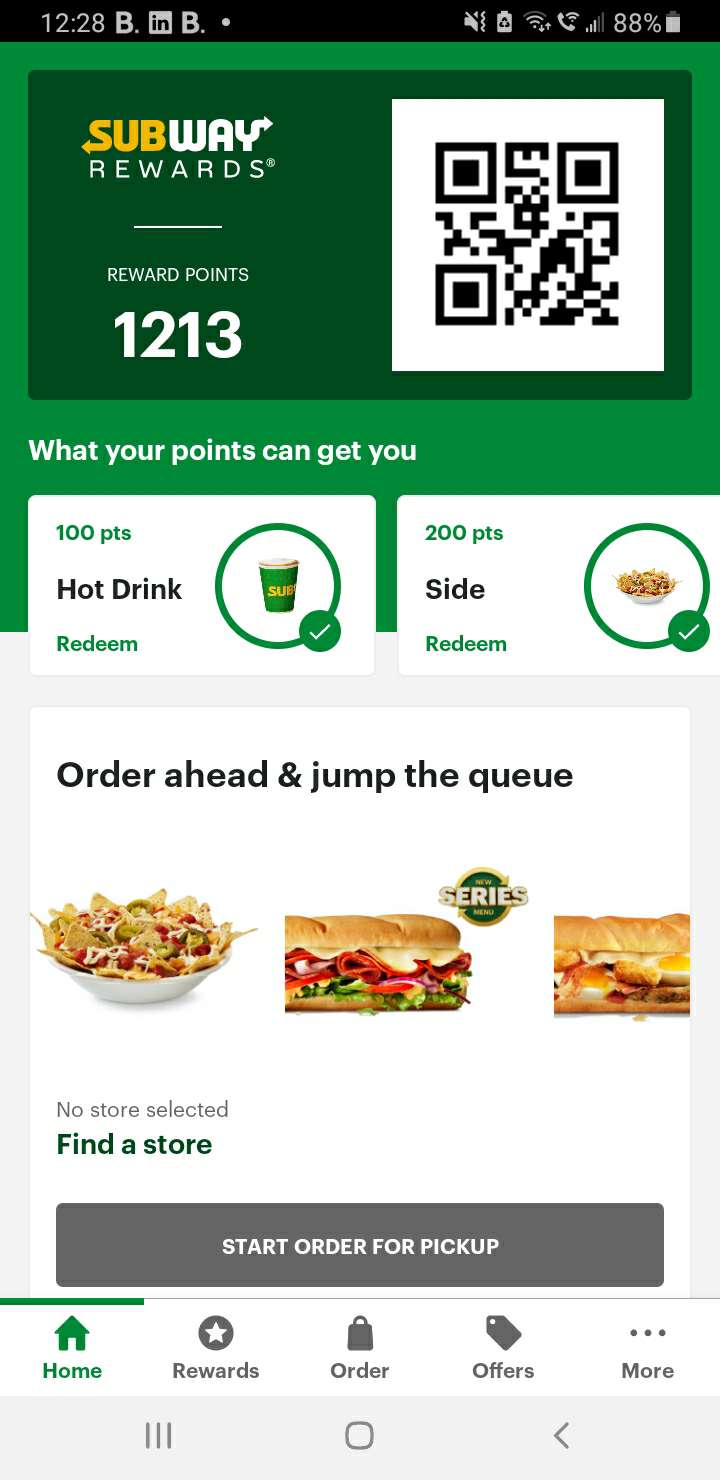 12:28 B. in B.
88%
SUBWAY
REWARDS®
REWARD POINTS
1213
What your points can get you
100 pts
Hot Drink
Redeem
SUB
200 pts
Side
Redeem
Order ahead & jump the queue
NEW
SERIES
MENU
No store selected
Find a store
START ORDER FOR PICKUP
Home
Rewards
Order
Offers
More